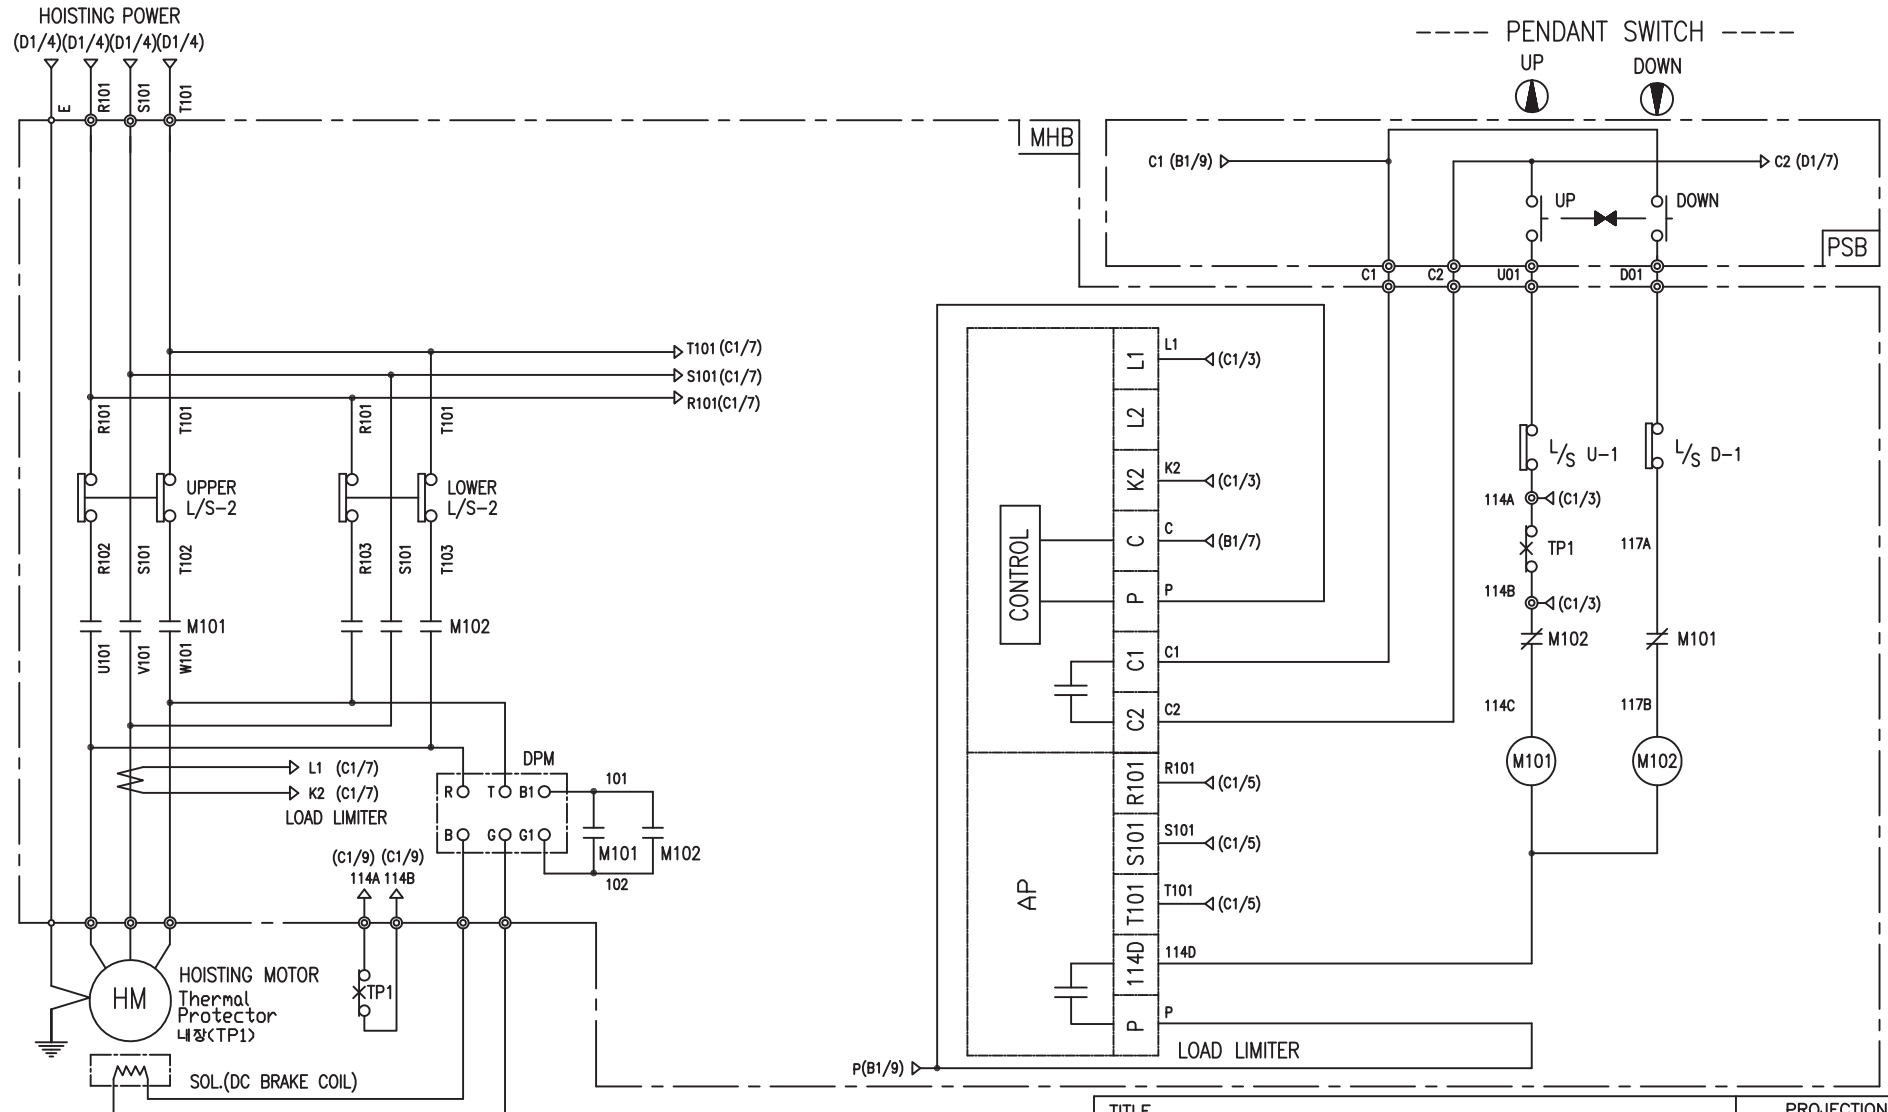 HOISTING POWER
(D1/4)(D1/4)(D1/4)(D1/4)
E
R101
S101
T101
MHB
---- PENDANT SWITCH ----
UP
DOWN
C1 (B1/9)
C2 (D1/7)
UP
DOWN
PSB
C1
C2
U01
D01
T101 (C1/7)
S101 (C1/7)
R101(C1/7)
R101
T101
R101
T101
UPPER
L/S-2
LOWER
L/S-2
R102
S101
T102
R103
S101
T103
M101
M102
U101
V101
W101
L1 (C1/7)
K2 (C1/7)
LOAD LIMITER
DPM
R
T
B1
B
G
G1
101
M101
M102
102
(C1/9) (C1/9)
114A 114B
TP1
HM
HOISTING MOTOR
Thermal
Protector
내장(TP1)
SOL.(DC BRAKE COIL)
CONTROL
AP
L1
L1
(C1/3)
L2
K2
K2
(C1/3)
C
C
(B1/7)
P
P
C1
C1
C2
C2
R101
R101
(C1/5)
S101
S101
(C1/5)
T101
T101
(C1/5)
114D
114D
P
P
LOAD LIMITER
P(B1/9)
L/S U-1
L/S D-1
114A
(C1/3)
TP1
117A
114B
(C1/3)
M102
M101
114C
117B
M101
M102
TITLE
PROJECTION